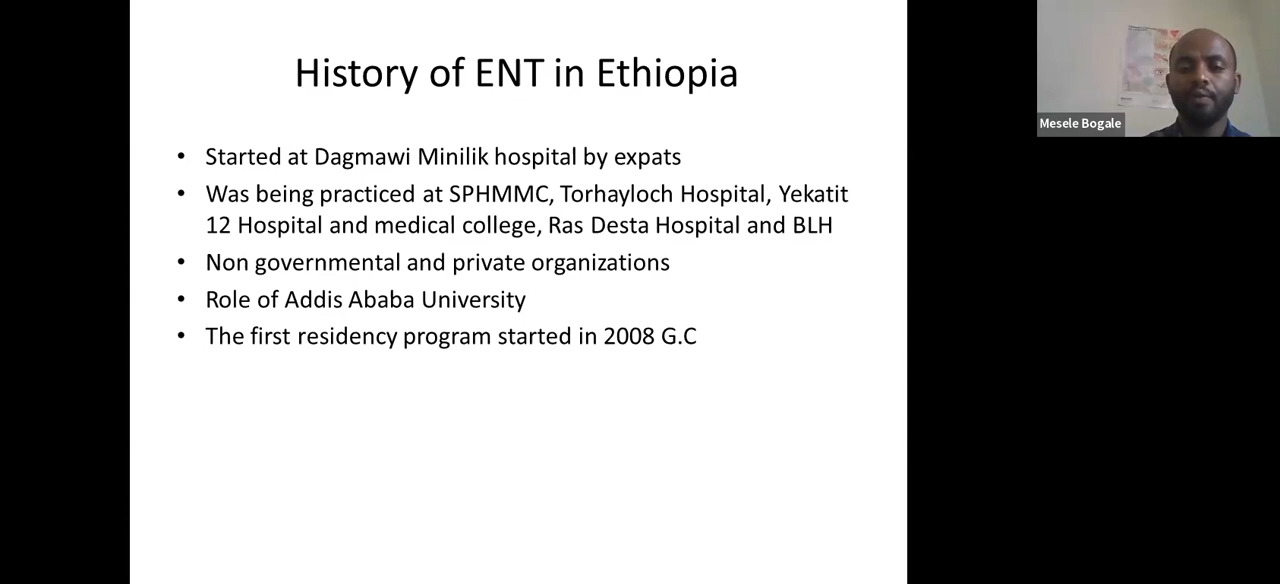 History of ENT in Ethiopia
• Started at Dagmawi Minilik hospital by expats
• Was being practiced at SPHMMC, Torhayloch Hospital, Yekatit
12 Hospital and medical college, Ras Desta Hospital and BLH
• Non governmental and private organizations
• Role of Addis Ababa University
• The first residency program started in 2008 G.C
Mesele Bogale